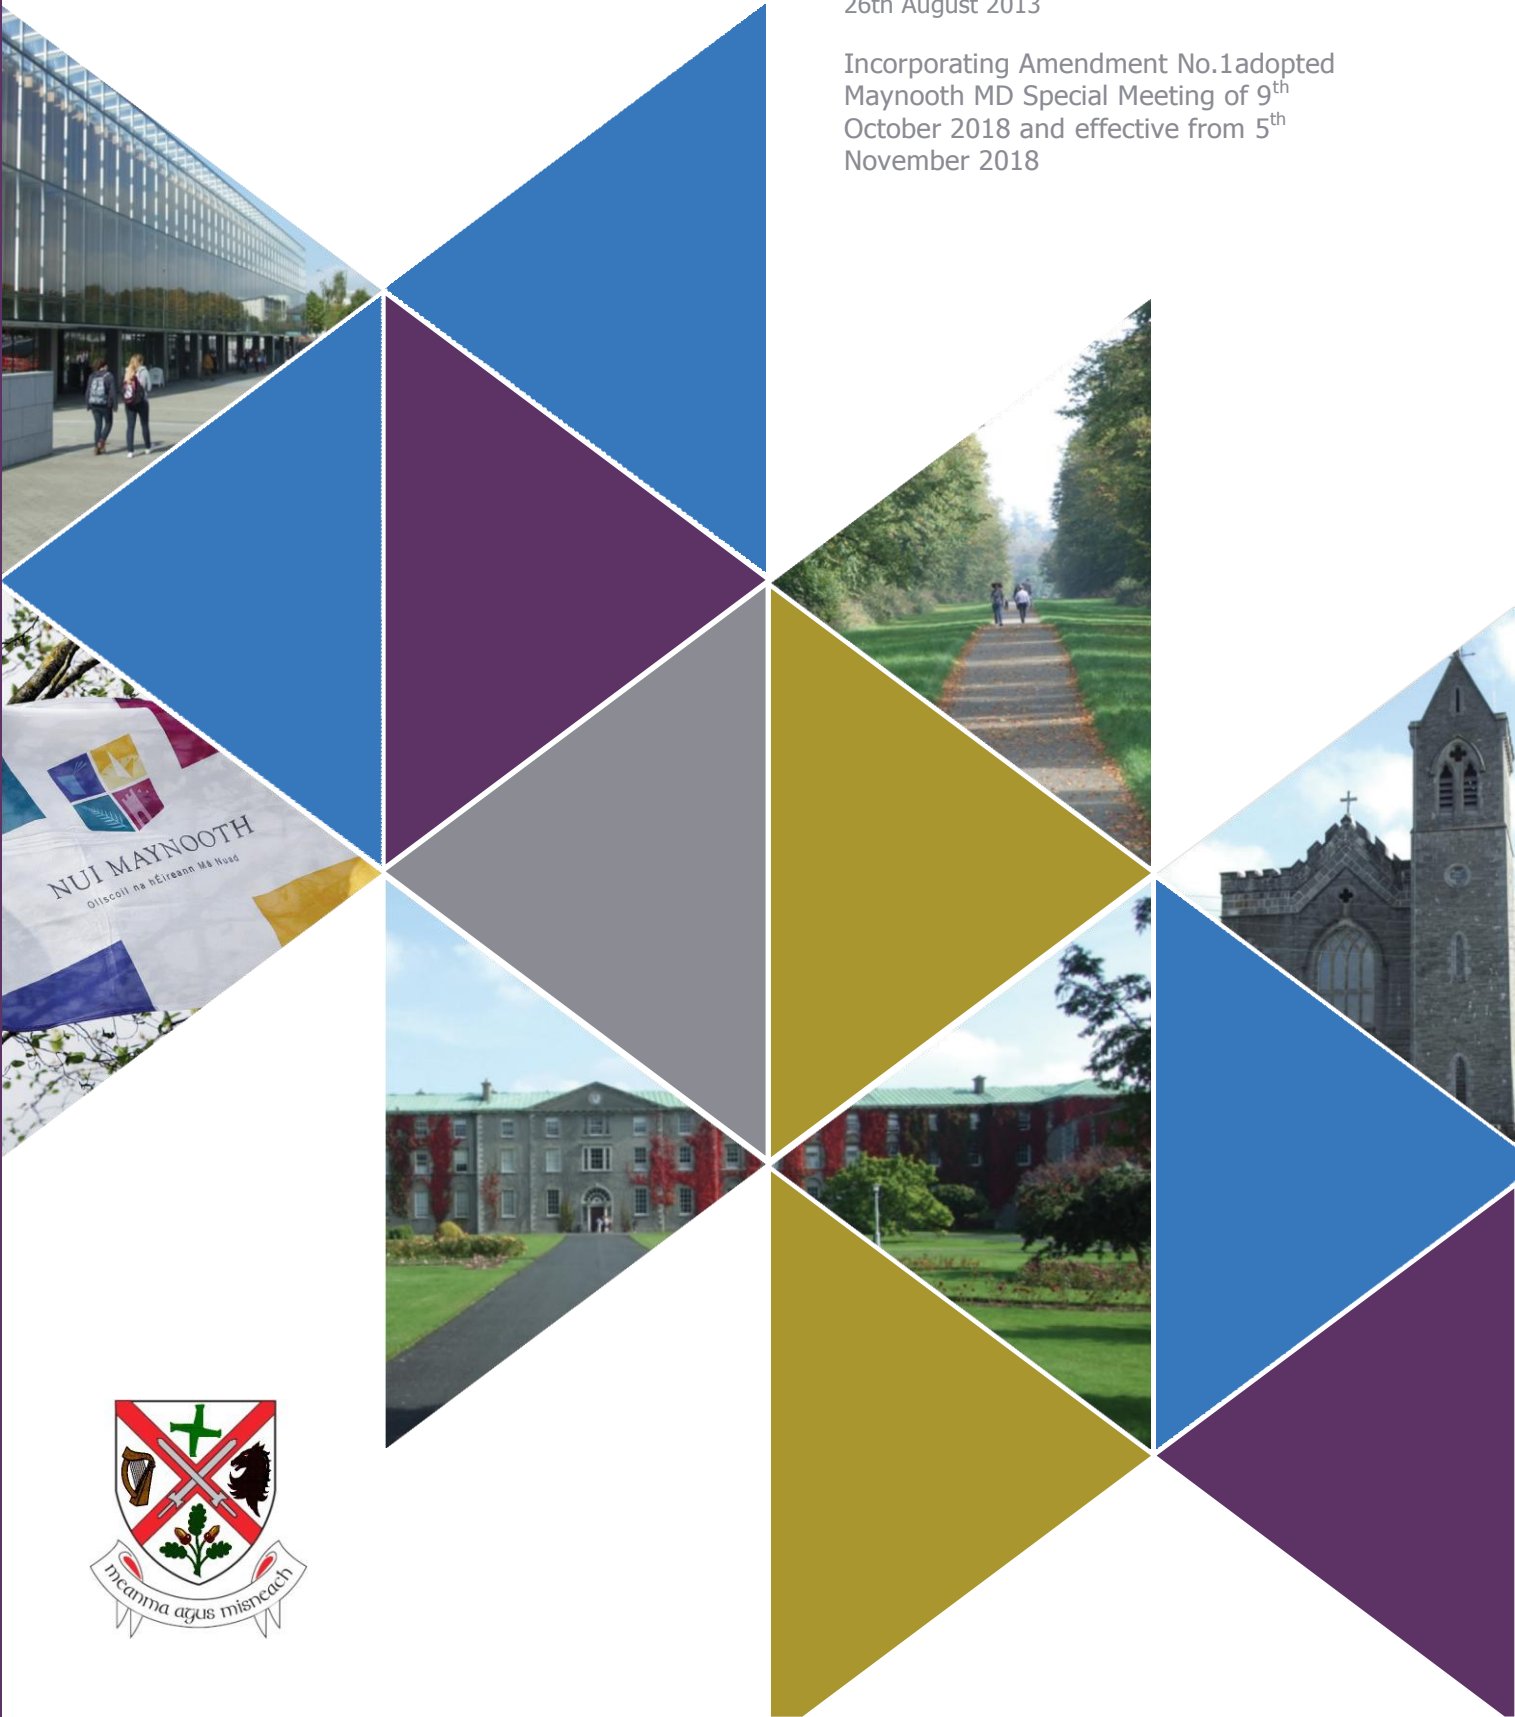 26th August 2013
Incorporating Amendment No.1adopted
Maynooth MD Special Meeting of 9th
October 2018 and effective from 5th
November 2018
NUI MAYNOOTH
Ollscoil na hÉireann Má Nuad
meanma agus misneach